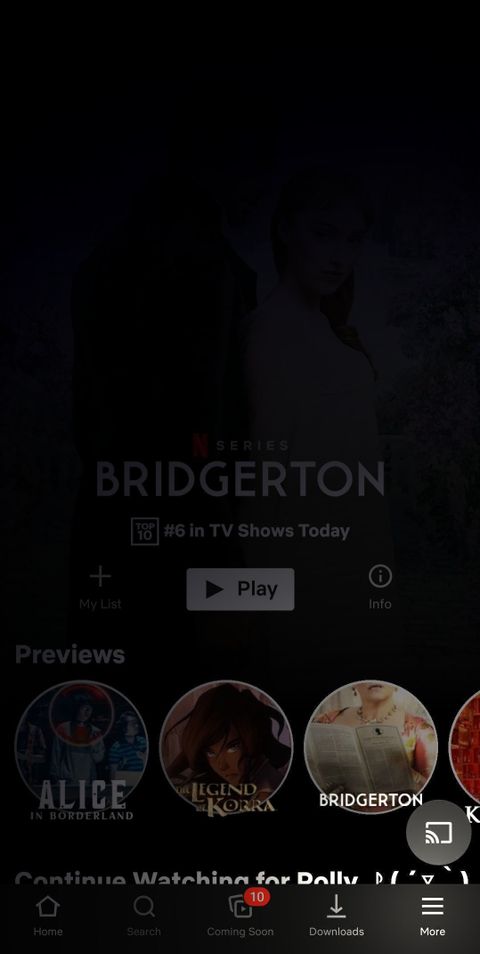 N SERIES
BRIDGERTON
TOP 10 #6 in TV Shows Today
My List
Play
Info
Previews
ALICE
IN BORDERLAND
THE LEGEND OF KORRA
BRIDGERTON
K
Continue Watching for Polly
10
Home
Search
Coming Soon
Downloads
More